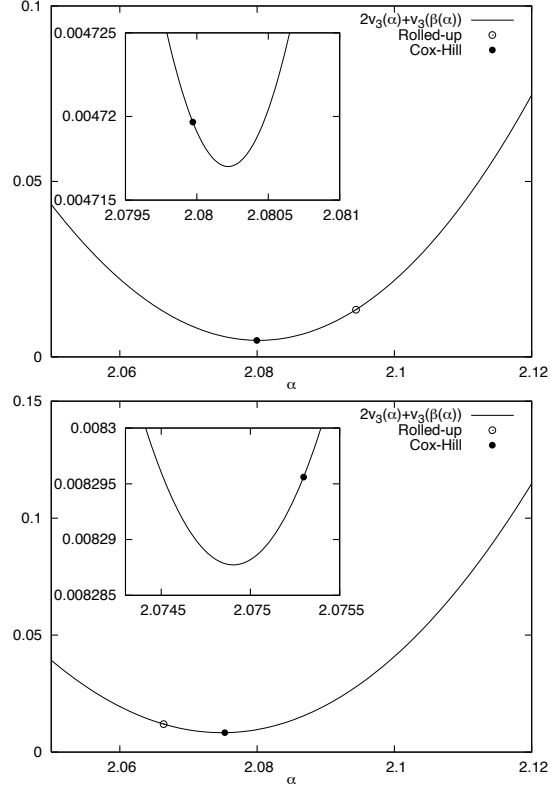 0.1
2v₃(α)+v₃(β(α))
Rolled-up
Cox-Hill
0.004725
0.00472
0.004715
2.0795 2.08 2.0805 2.081
0.05
0
2.06 2.08 2.1 2.12
α
0.15
2v₃(α)+v₃(β(α))
Rolled-up
Cox-Hill
0.0083
0.008295
0.00829
0.008285
2.0745 2.075 2.0755
0.1
0.05
0
2.06 2.08 2.1 2.12
α